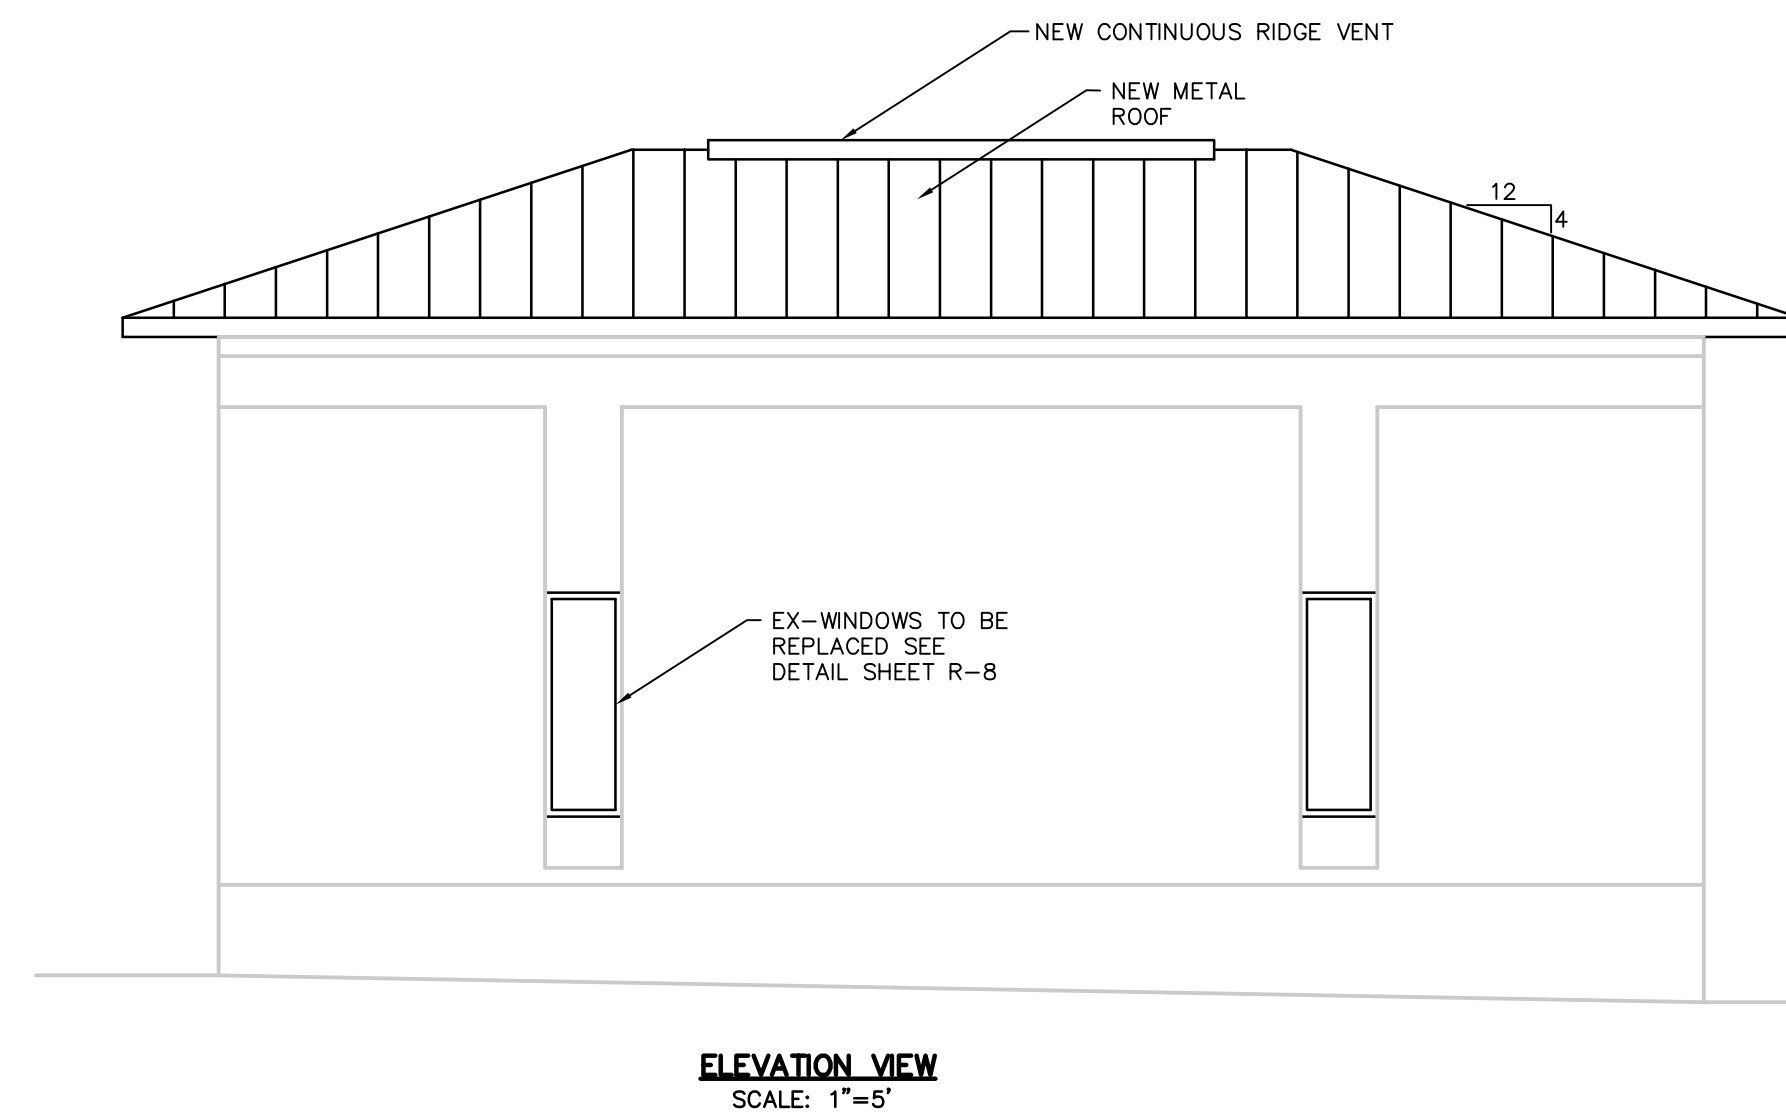 NEW CONTINUOUS RIDGE VENT
NEW METAL
ROOF
12
4
EX-WINDOWS TO BE
REPLACED SEE
DETAIL SHEET R-8
ELEVATION VIEW
SCALE: 1"=5'